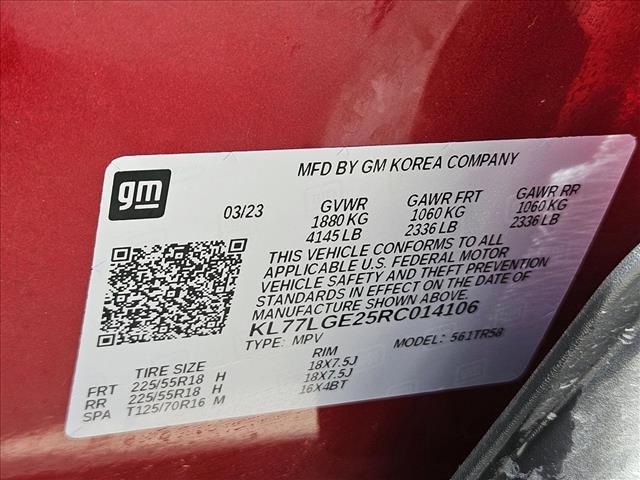 MFD BY GM KOREA COMPANY
gm
03/23
GVWR GAWR FRT GAWR RR
1880 KG 1060 KG 1060 KG
4145 LB 2336 LB 2336 LB
THIS VEHICLE CONFORMS TO ALL
APPLICABLE U.S. FEDERAL MOTOR
VEHICLE SAFETY AND THEFT PREVENTION
STANDARDS IN EFFECT ON THE DATE OF
MANUFACTURE SHOWN ABOVE.
KL77LGE25RC014106
TYPE: MPV MODEL: 561TR58
TIRE SIZE RIM
FRT 225/55R18 H 18X7.5J
RR 225/55R18 H 18X7.5J
SPA T125/70R16 M 16X4BT